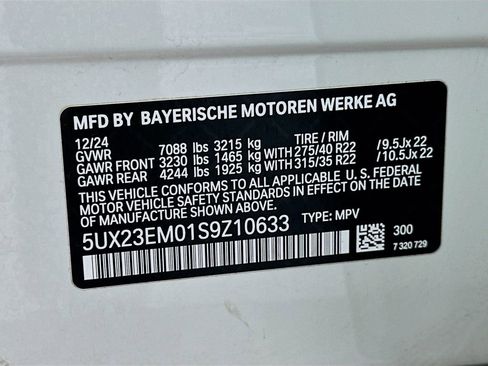 MFD BY BAYERISCHE MOTOREN WERKE AG
12/24
GVWR 7088 lbs 3215 kg TIRE / RIM
GAWR FRONT 3230 lbs 1465 kg 275/40 R22 /9.5Jx22
GAWR REAR 4244 lbs 1925 kg 315/35 R22 /10.5Jx22
THIS VEHICLE CONFORMS TO ALL APPLICABLE U. S. FEDERAL
MOTOR VEHICLE SAFETY STANDARDS IN EFFECT ON THE DATE
OF MANUFACTURE SHOWN ABOVE.
5UX23EM01S9Z10633 TYPE: MPV
300
7 320 729